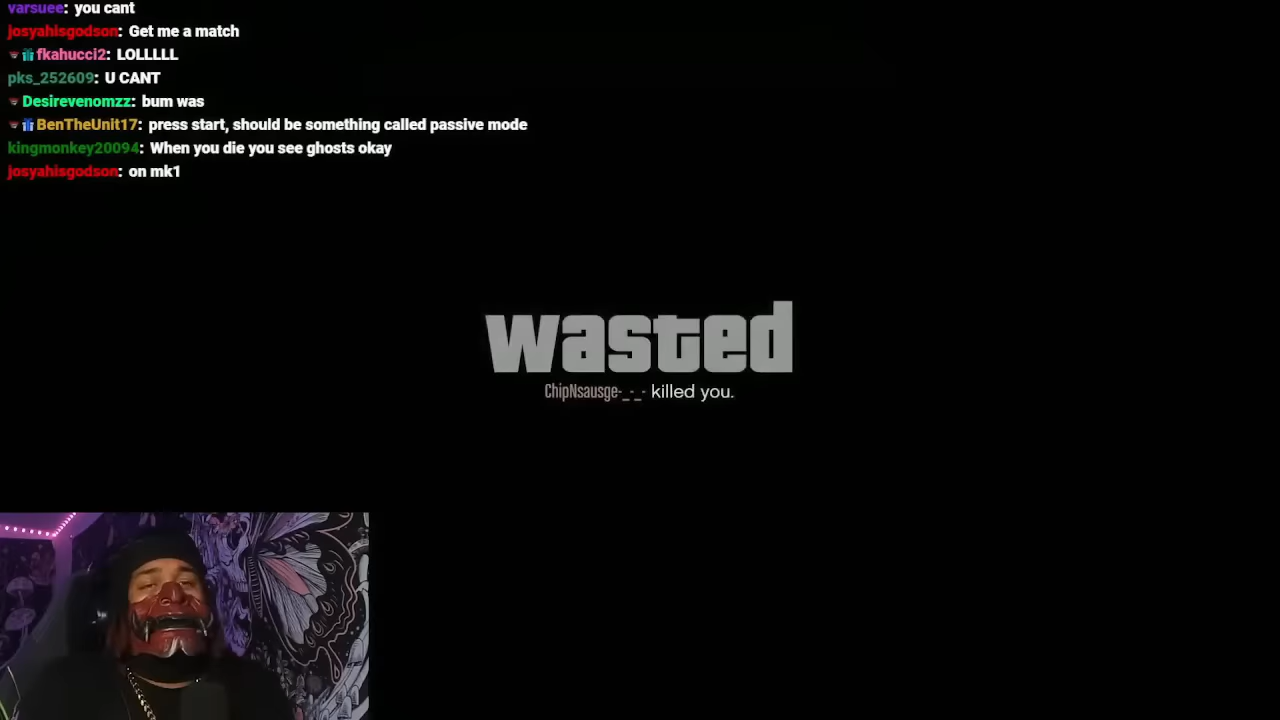 varsuee: you cant
josyahisgodson: Get me a match
fkahucci2: LOLLLLL
pks_252609: U CANT
Desirevenomzz: bum was
BenTheUnit17: press start, should be something called passive mode
kingmonkey20094: When you die you see ghosts okay
josyahisgodson: on mk1
wasted
ChipNsausge-_-_- killed you.